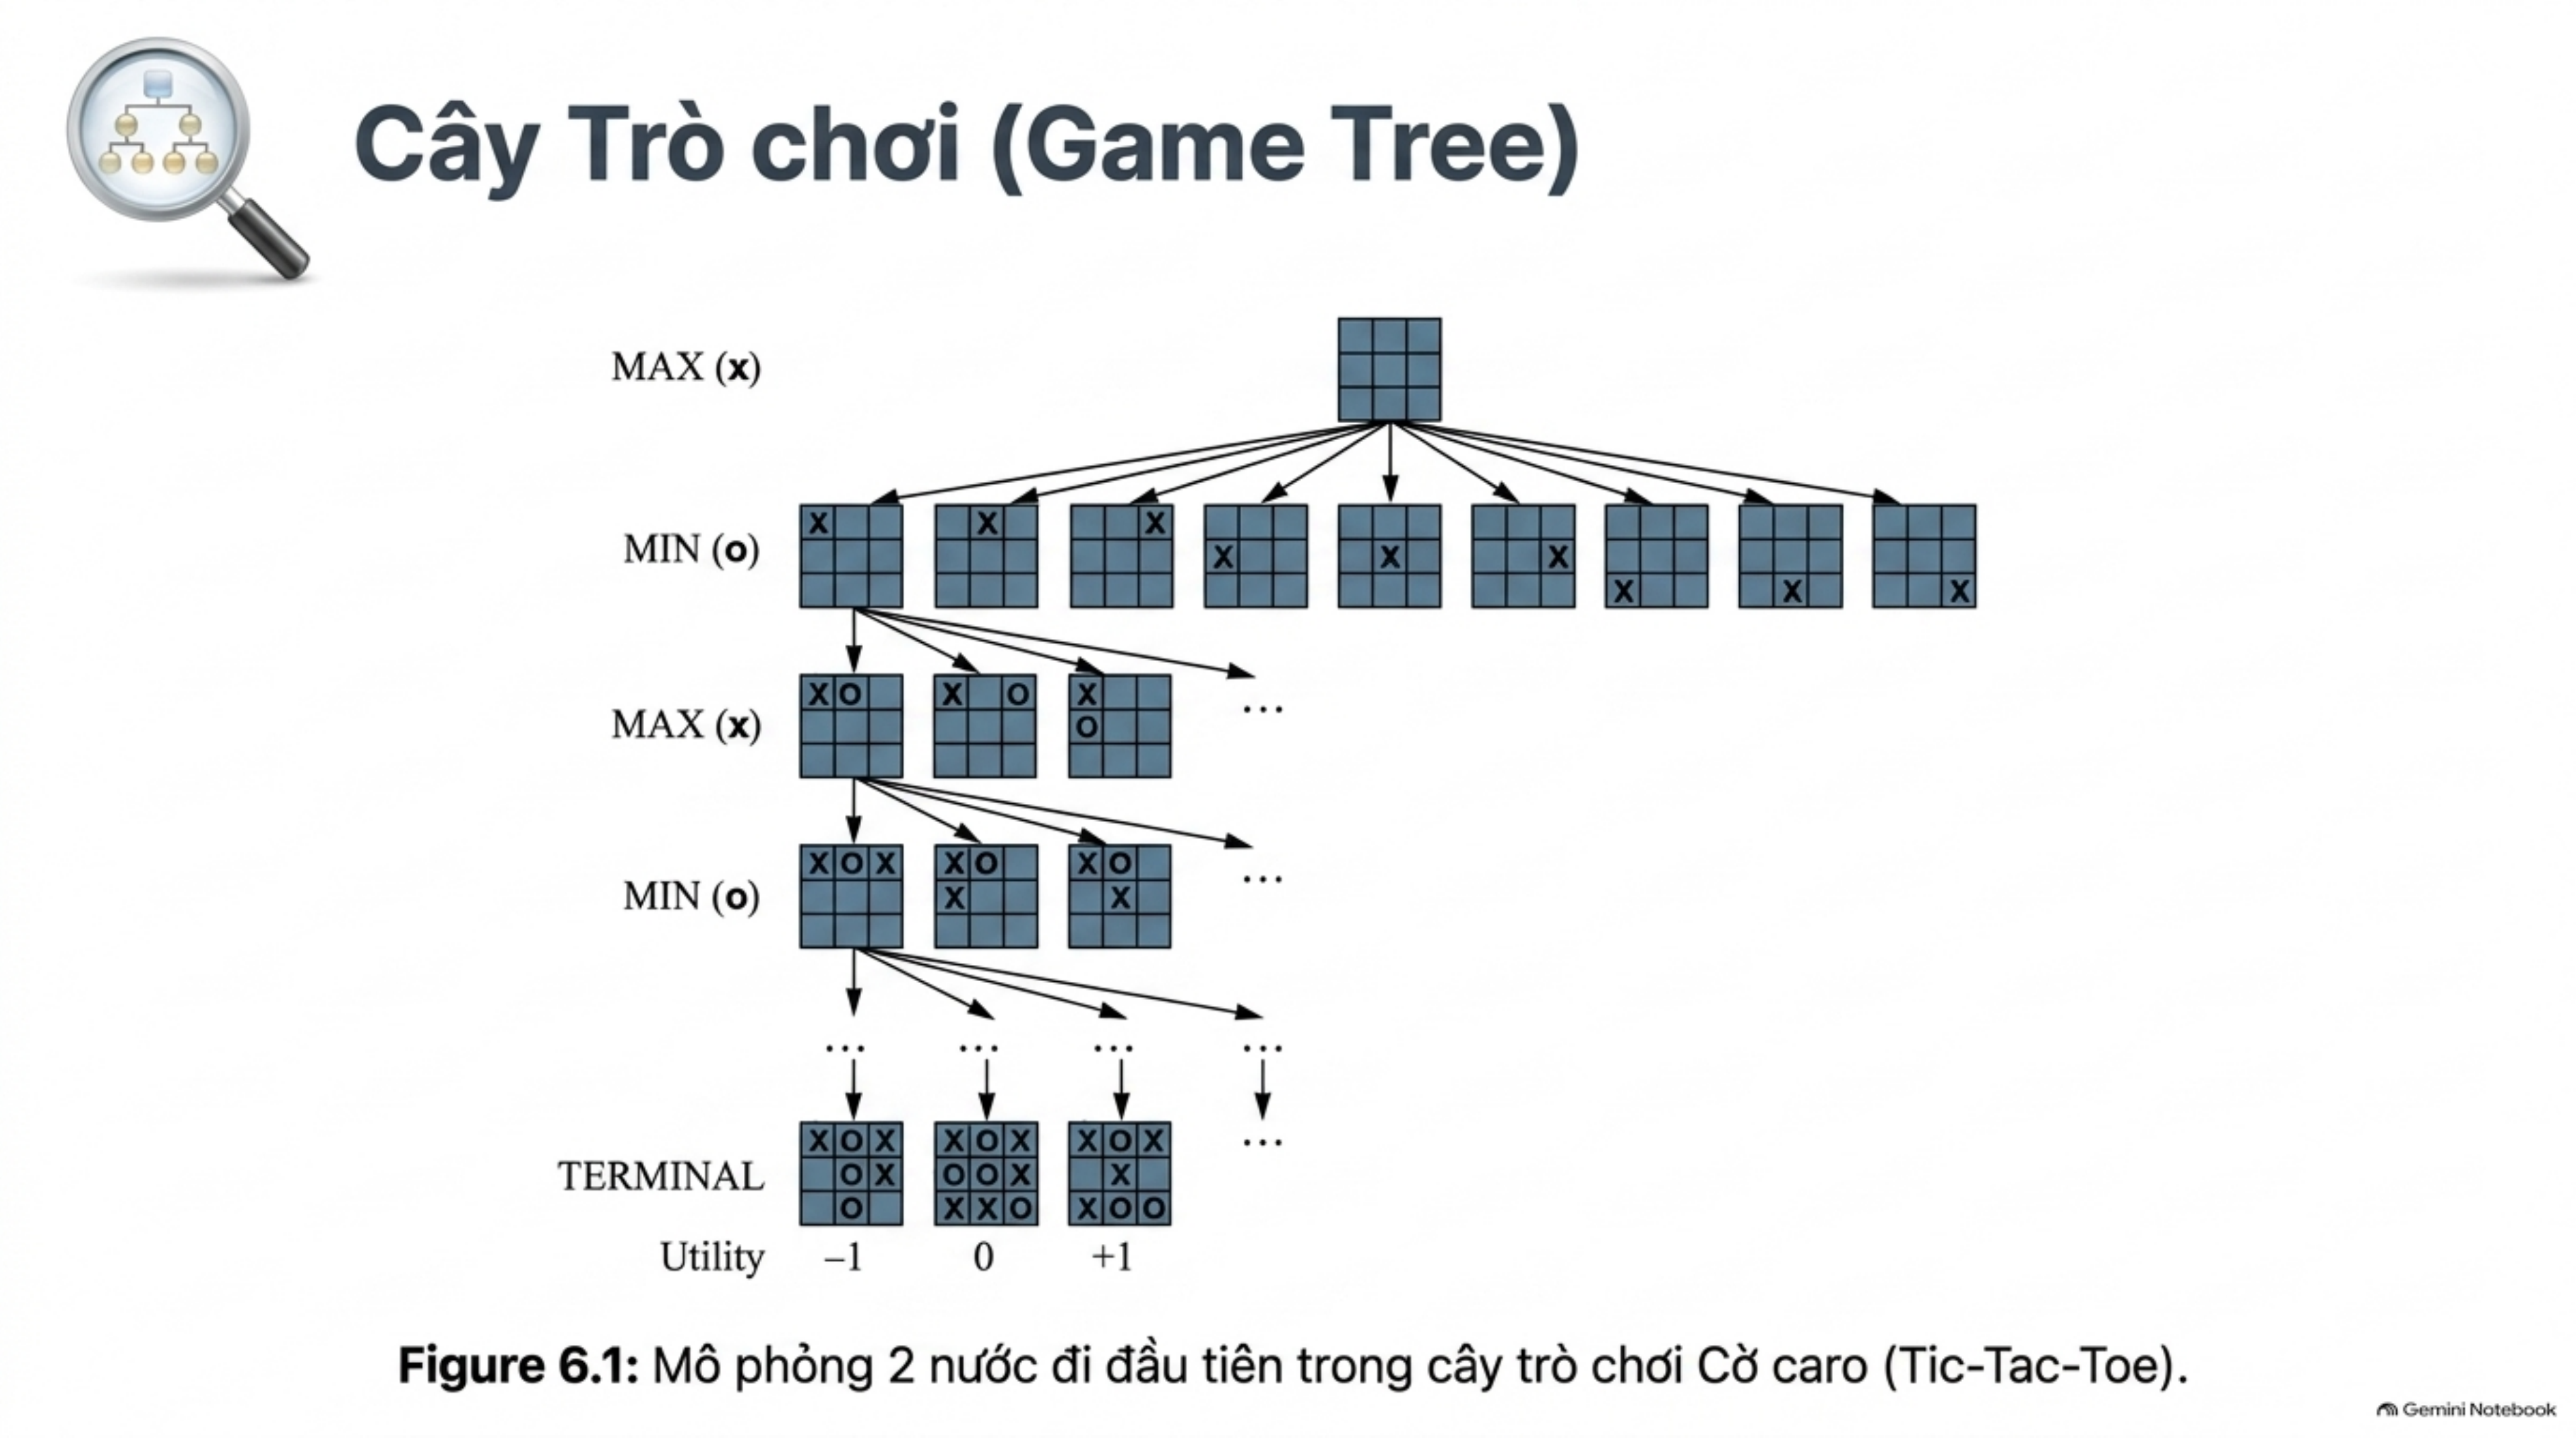 Cây Trò chơi (Game Tree)
MAX (x)
MIN (o)
X X X X X X X X X
MAX (x)
X O X O X
O
...
MIN (o)
X O X X O X O
X X
...
... ... ... ...
TERMINAL
X O X X O X X O X
O X O O X X
O X X O X O O
...
Utility –1 0 +1
Figure 6.1: Mô phỏng 2 nước đi đầu tiên trong cây trò chơi Cờ caro (Tic-Tac-Toe).
Gemini Notebook